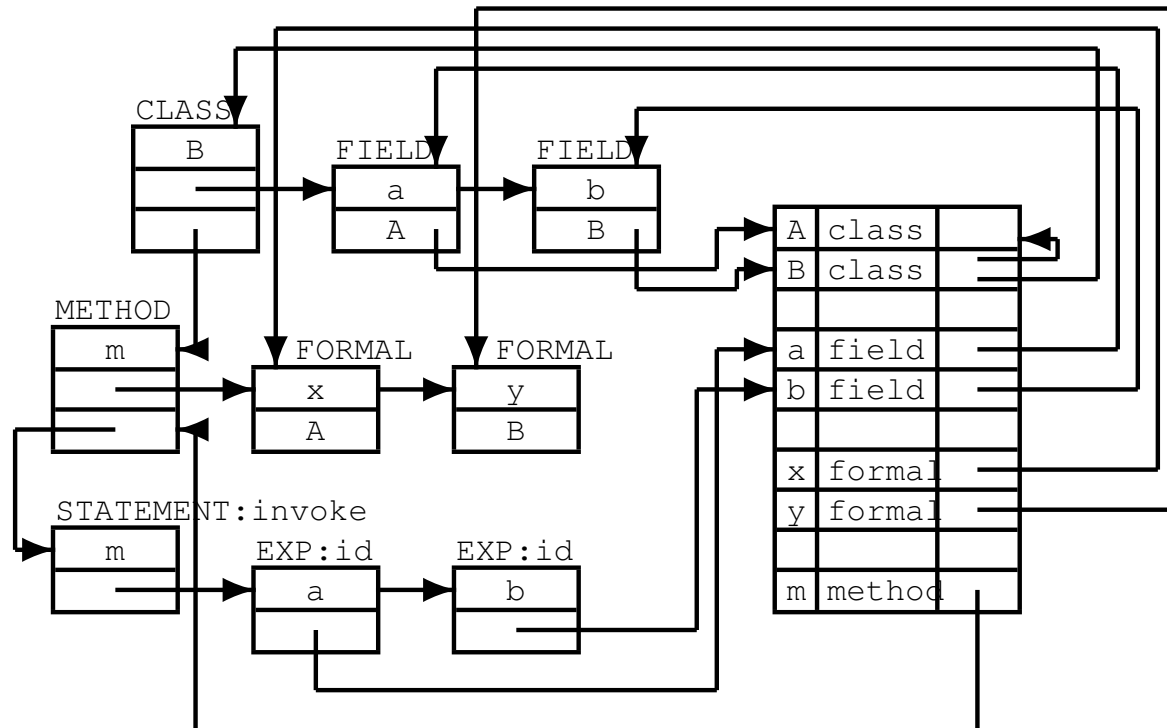 CLASS
B
FIELD FIELD
a b
A B
A class
B class
METHOD
m
FORMAL FORMAL
x y
A B
a field
b field
x formal
y formal
STATEMENT:invoke
m
EXP:id EXP:id
a b
m method